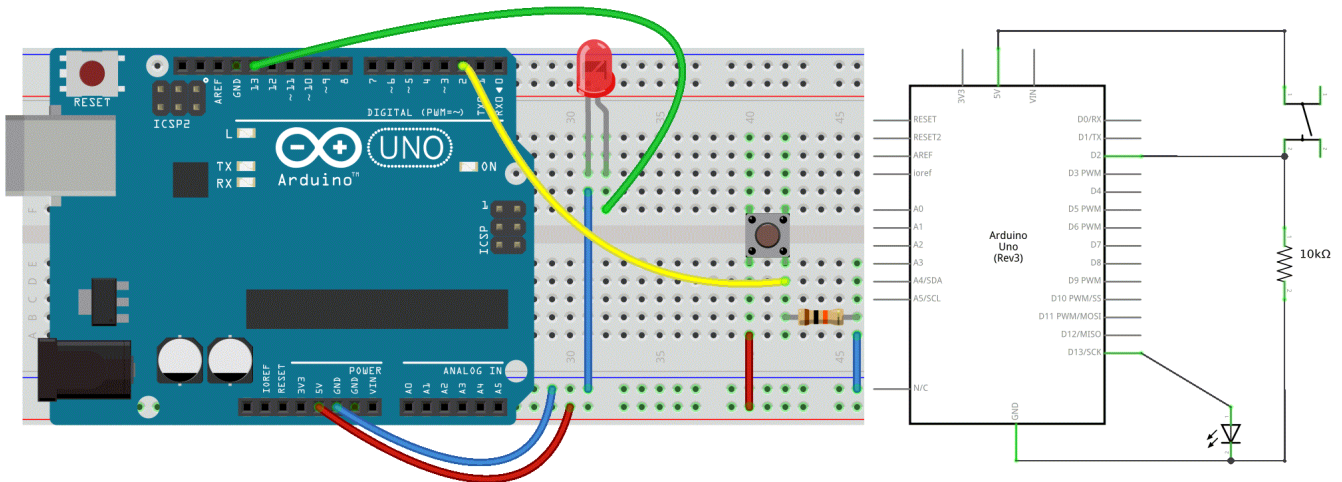 RESET
ICSP2
AREF
GND
13
12
~11
~10
~9
8
7
~6
~5
4
~3
2
TX▶1
RX◀0
DIGITAL (PWM=~)
L
TX
RX
Arduino™
UNO
ON
1
ICSP
POWER
ANALOG IN
IOREF
RESET
3V3
5V
GND
GND
VIN
A0
A1
A2
A3
A4
A5
F
E
D
C
B
A
30
35
40
45
30
35
40
45
3V3
5V
VIN
RESET
RESET2
AREF
ioref
A0
A1
A2
A3
A4/SDA
A5/SCL
N/C
Arduino
Uno
(Rev3)
D0/RX
D1/TX
D2
D3 PWM
D4
D5 PWM
D6 PWM
D7
D8
D9 PWM
D10 PWM/SS
D11 PWM/MOSI
D12/MISO
D13/SCK
GND
10kΩ